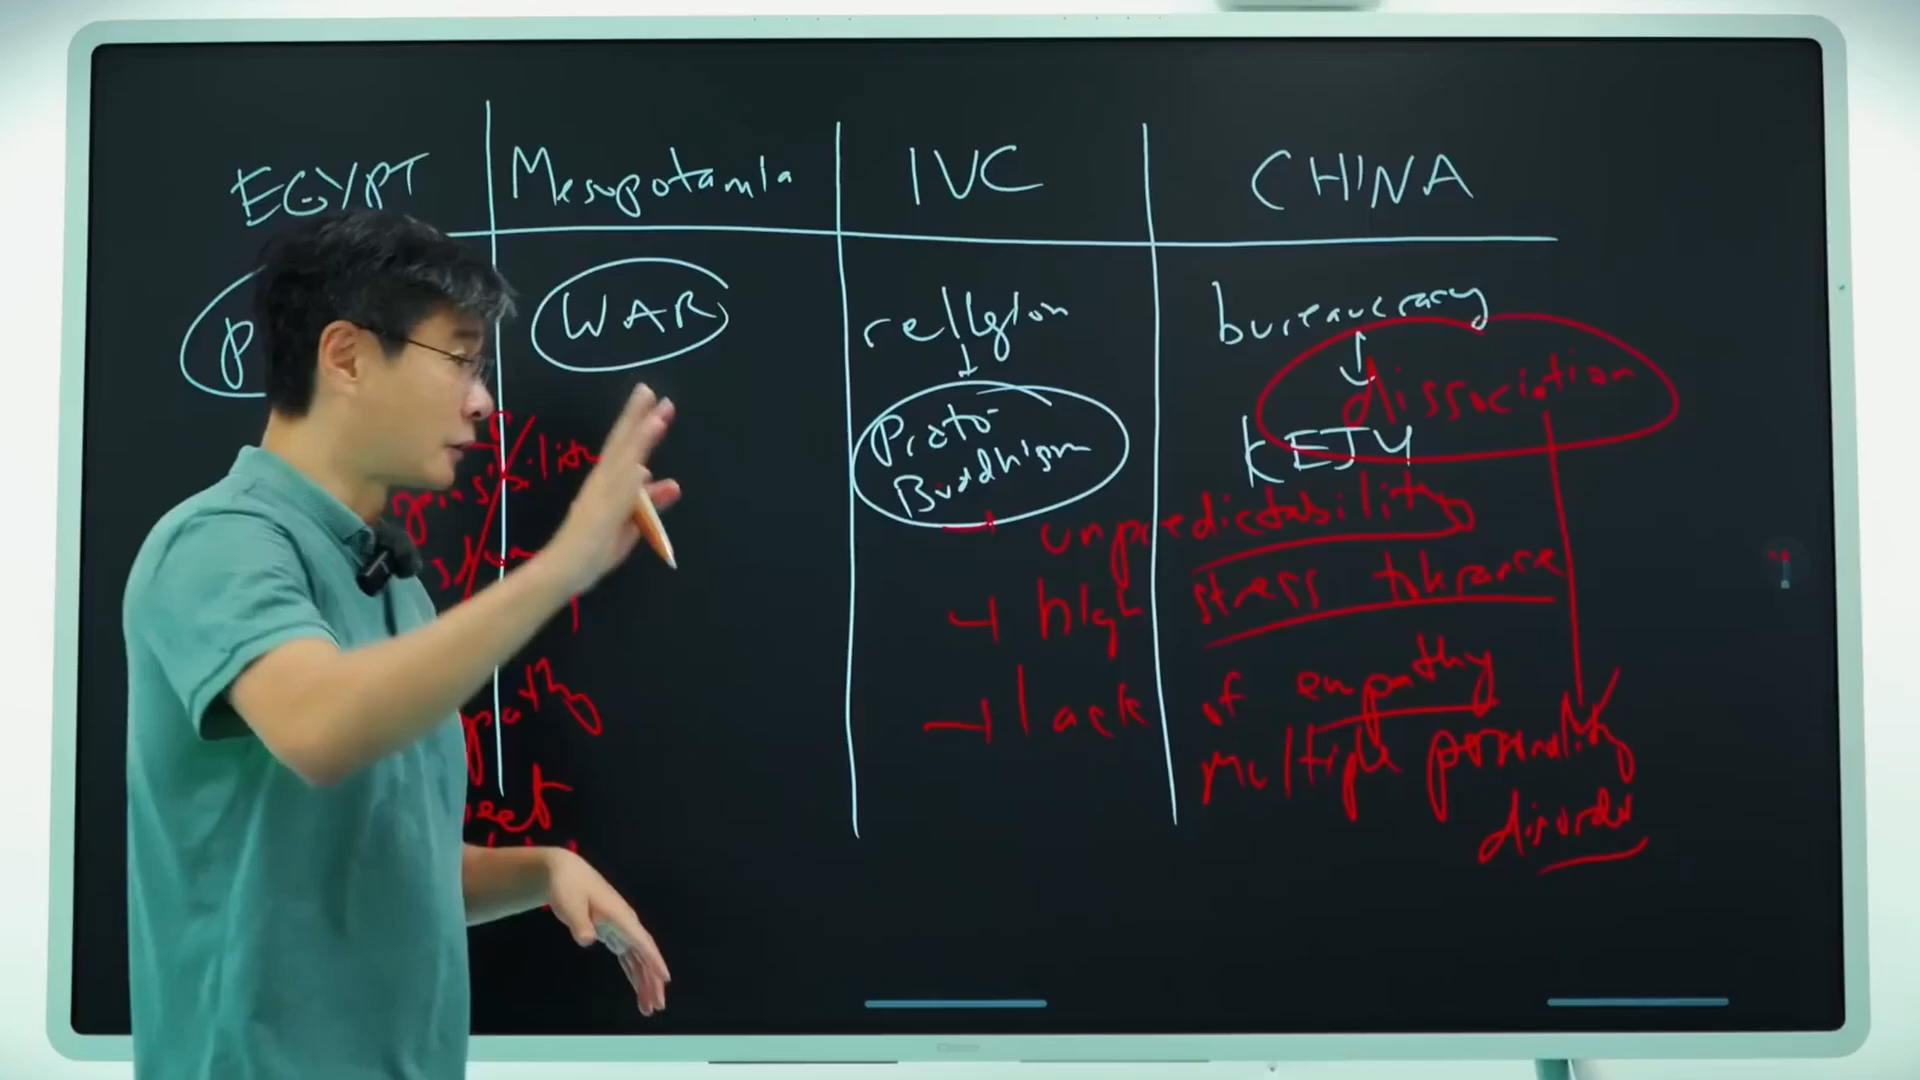 EGYPT Mesopotamia IVC CHINA
P WAR religion bureaucracy
dissociation
Proto-
Buddhism
KEJU
unpredictability
high stress tolerance
lack of empathy
multiple personality
disorder